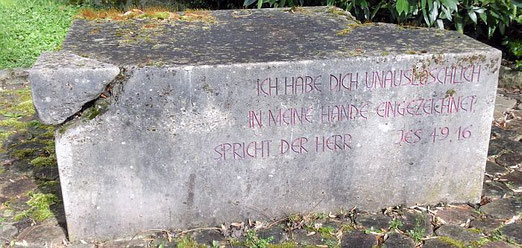 ICH HABE DICH UNAUSLÖSCHLICH
IN MEINE HÄNDE EINGEZEICHNET
SPRICHT DER HERR JES. 49, 16